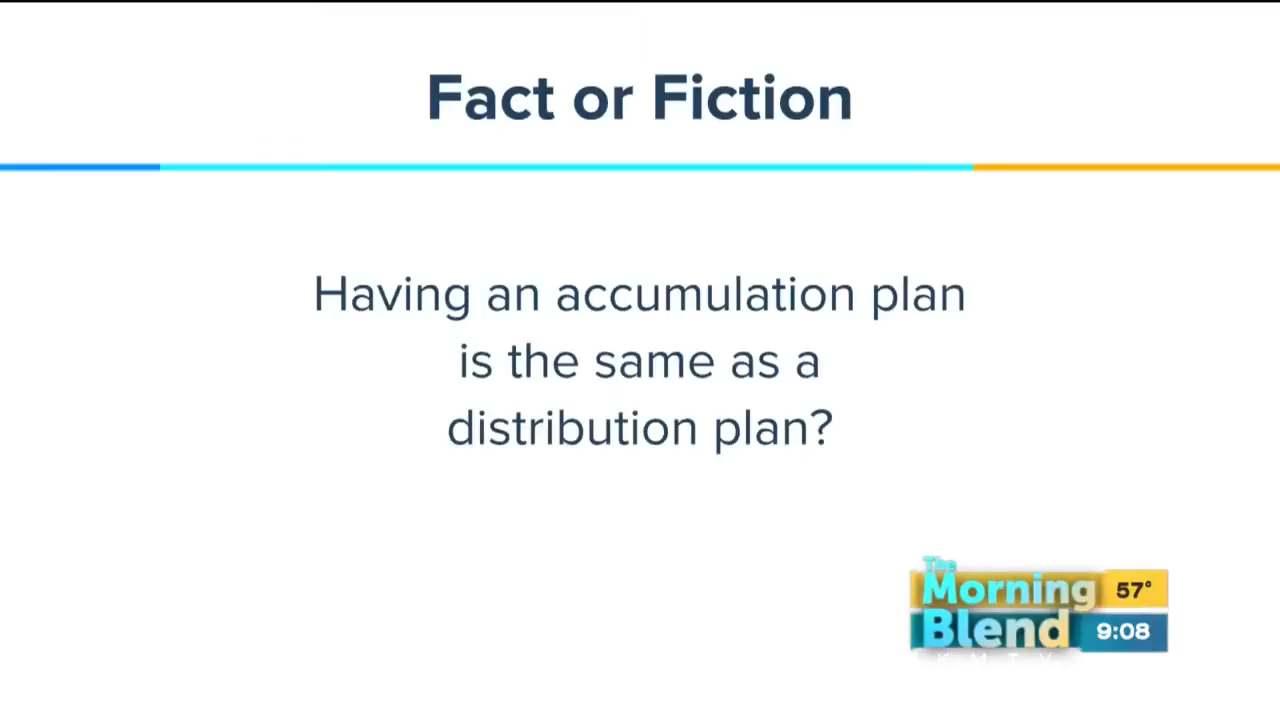 Fact or Fiction
Having an accumulation plan
is the same as a
distribution plan?
The
Morning
57°
Blend
9:08